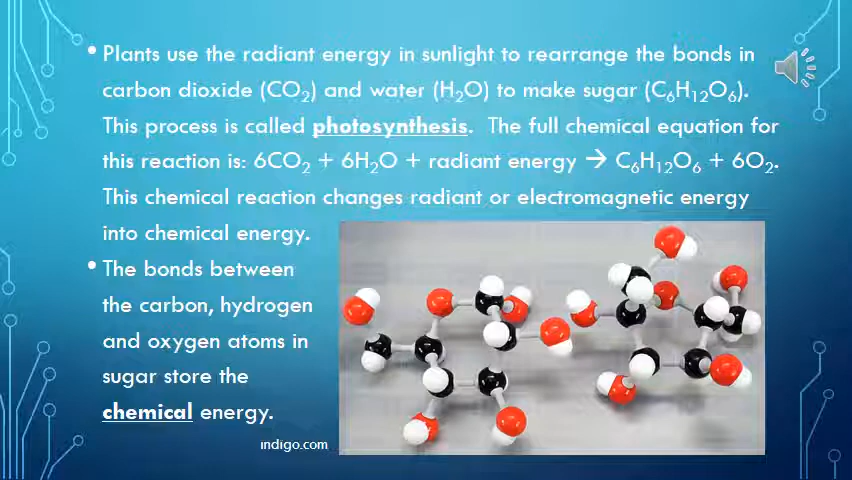 • Plants use the radiant energy in sunlight to rearrange the bonds in
carbon dioxide (CO₂) and water (H₂O) to make sugar (C₆H₁₂O₆).
This process is called photosynthesis. The full chemical equation for
this reaction is: 6CO₂ + 6H₂O + radiant energy → C₆H₁₂O₆ + 6O₂.
This chemical reaction changes radiant or electromagnetic energy
into chemical energy.
• The bonds between
the carbon, hydrogen
and oxygen atoms in
sugar store the
chemical energy.
indigo.com